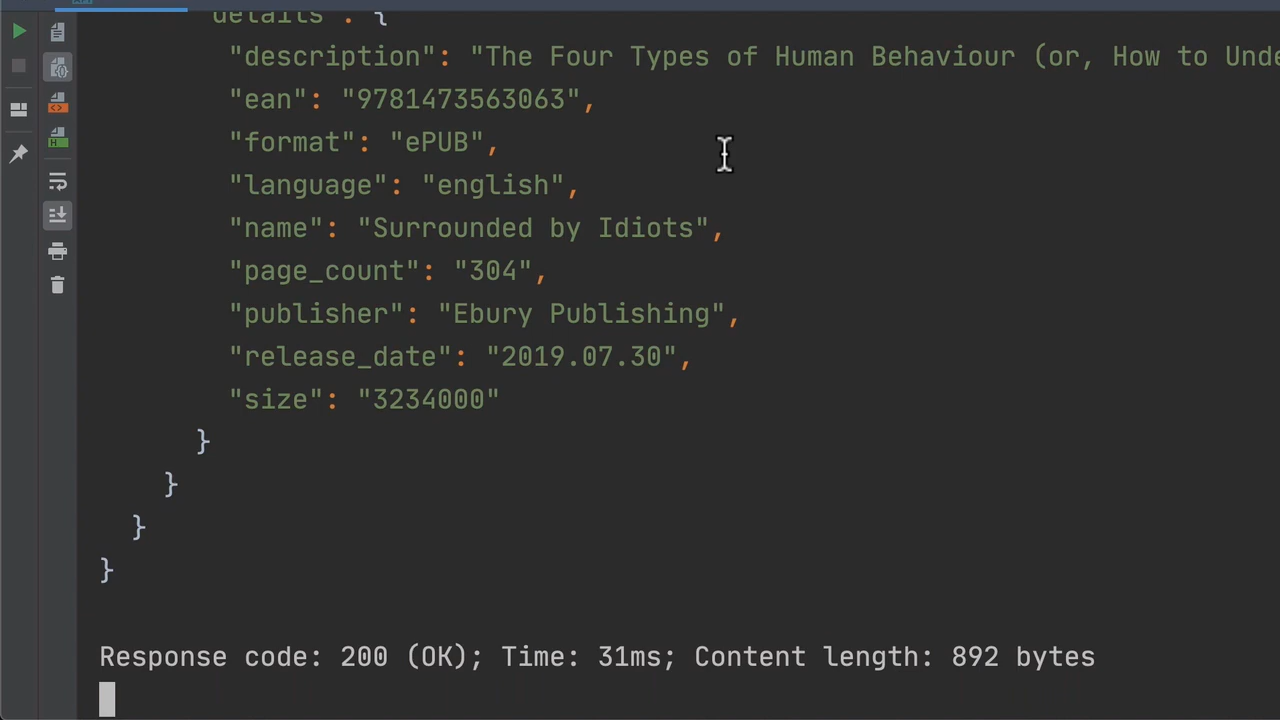 details": {
"description": "The Four Types of Human Behaviour (or, How to
"ean": "9781473563063",
"format": "ePUB",
"language": "english",
"name": "Surrounded by Idiots",
"page_count": "304",
"publisher": "Ebury Publishing",
"release_date": "2019.07.30",
"size": "3234000"
}
}
}
}
Response code: 200 (OK); Time: 31ms; Content length: 892 bytes